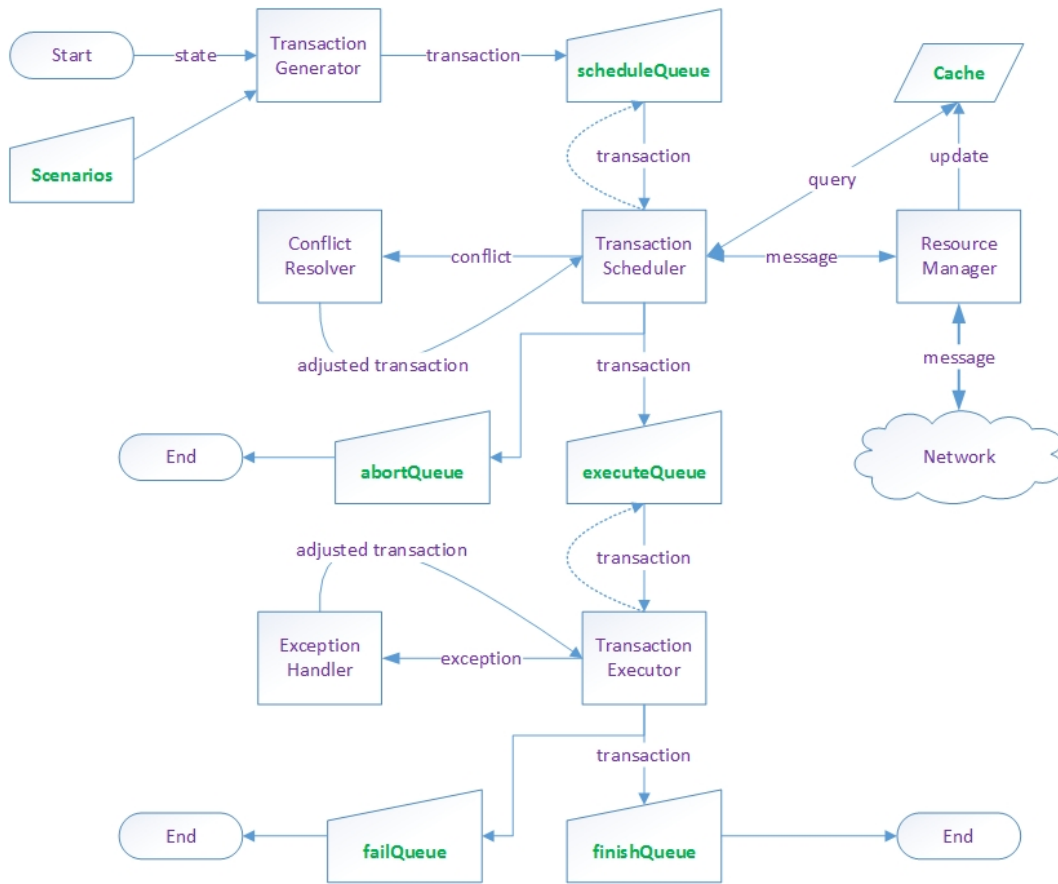 Start
state
Transaction
Generator
transaction
scheduleQueue
Cache
Scenarios
transaction
update
query
Conflict
Resolver
conflict
Transaction
Scheduler
message
Resource
Manager
adjusted transaction
transaction
message
End
abortQueue
executeQueue
Network
adjusted transaction
transaction
Exception
Handler
exception
Transaction
Executor
transaction
End
failQueue
finishQueue
End